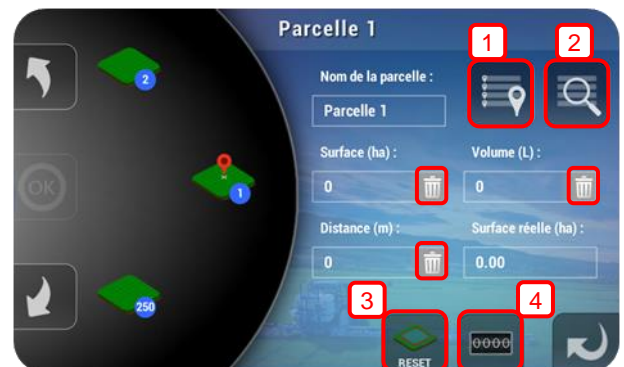 Parcelle 1
1
2
2
Nom de la parcelle :
Parcelle 1
Surface (ha) :
Volume (L) :
OK
1
0
0
Distance (m) :
Surface réelle (ha) :
0
0.00
250
3
4
RESET
0000